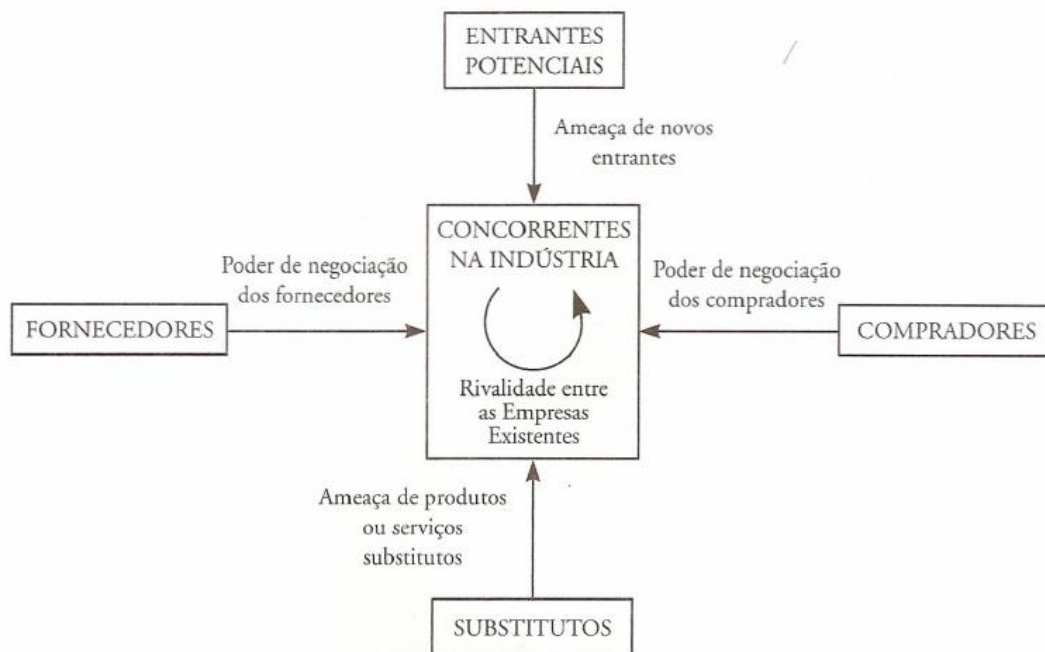 ENTRANTES
POTENCIAIS
Ameaça de novos
entrantes
CONCORRENTES
NA INDÚSTRIA
Poder de negociação
dos fornecedores
Poder de negociação
dos compradores
FORNECEDORES
COMPRADORES
Rivalidade entre
as Empresas
Existentes
Ameaça de produtos
ou serviços
substitutos
SUBSTITUTOS